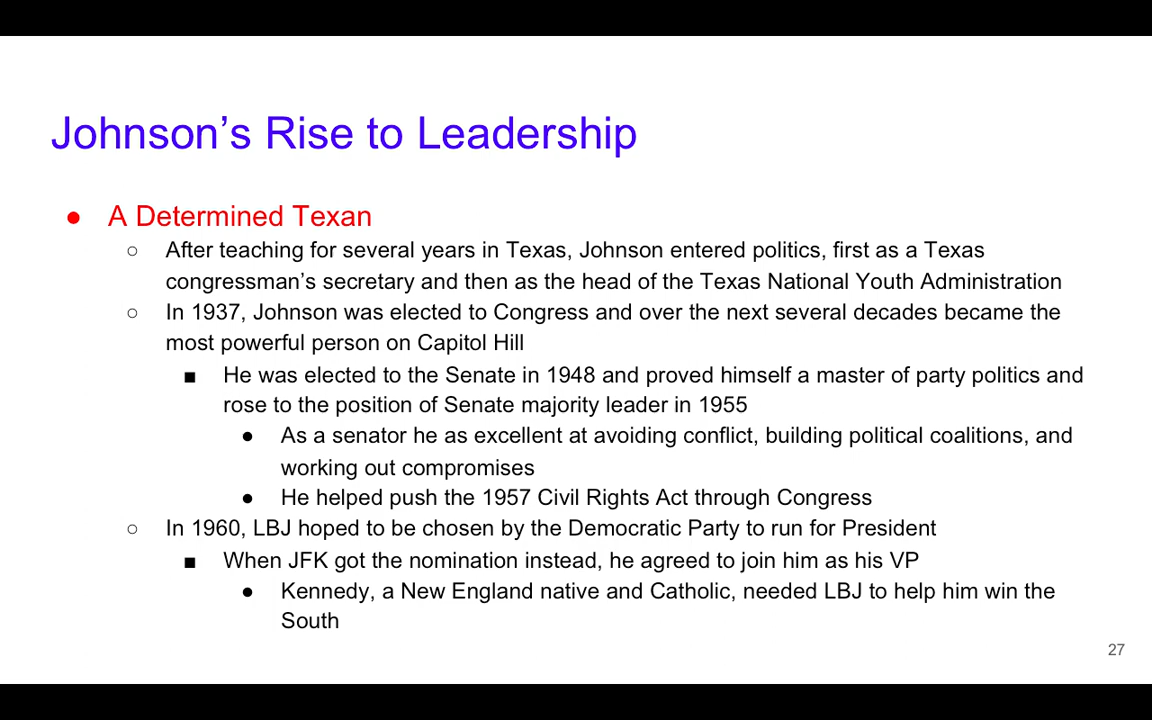 Johnson’s Rise to Leadership
● A Determined Texan
○ After teaching for several years in Texas, Johnson entered politics, first as a Texas
congressman’s secretary and then as the head of the Texas National Youth Administration
○ In 1937, Johnson was elected to Congress and over the next several decades became the
most powerful person on Capitol Hill
■ He was elected to the Senate in 1948 and proved himself a master of party politics and
rose to the position of Senate majority leader in 1955
● As a senator he as excellent at avoiding conflict, building political coalitions, and
working out compromises
● He helped push the 1957 Civil Rights Act through Congress
○ In 1960, LBJ hoped to be chosen by the Democratic Party to run for President
■ When JFK got the nomination instead, he agreed to join him as his VP
● Kennedy, a New England native and Catholic, needed LBJ to help him win the
South
27